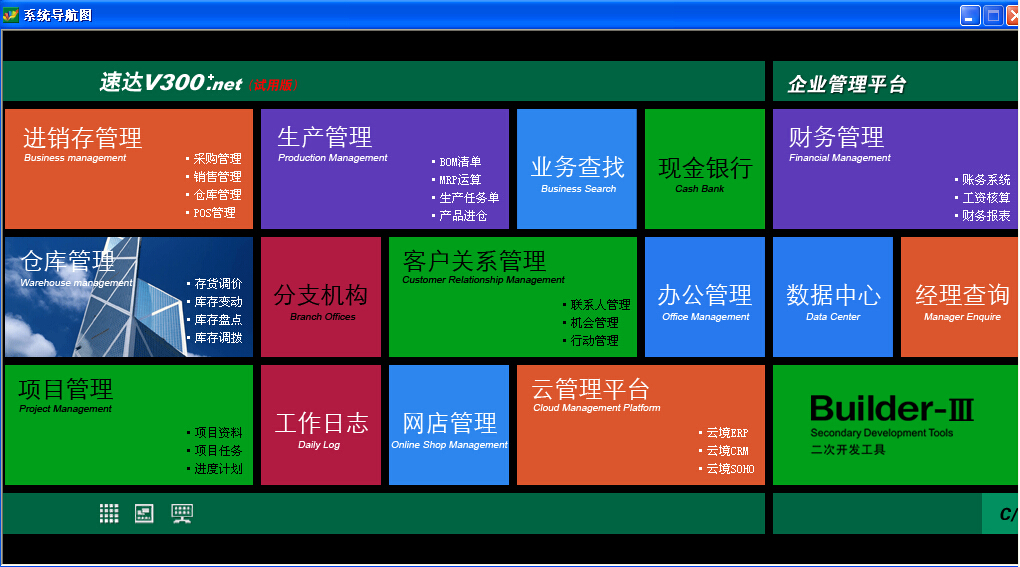 系统导航图
速达V300+.net (试用版)
企业管理平台
进销存管理
Business management
▪ 采购管理
▪ 销售管理
▪ 仓库管理
▪ POS管理
生产管理
Production Management
▪ BOM清单
▪ MRP运算
▪ 生产任务单
▪ 产品进仓
业务查找
Business Search
现金银行
Cash Bank
财务管理
Financial Management
▪ 账务系统
▪ 工资核算
▪ 财务报表
仓库管理
Warehouse management
▪ 存货调价
▪ 库存变动
▪ 库存盘点
▪ 库存调拨
分支机构
Branch Offices
客户关系管理
Customer Relationship Management
▪ 联系人管理
▪ 机会管理
▪ 行动管理
办公管理
Office Management
数据中心
Data Center
经理查询
Manager Enquire
项目管理
Project Management
▪ 项目资料
▪ 项目任务
▪ 进度计划
工作日志
Daily Log
网店管理
Online Shop Management
云管理平台
Cloud Management Platform
▪ 云境ERP
▪ 云境CRM
▪ 云境SOHO
Builder-III
Secondary Development Tools
二次开发工具
C/